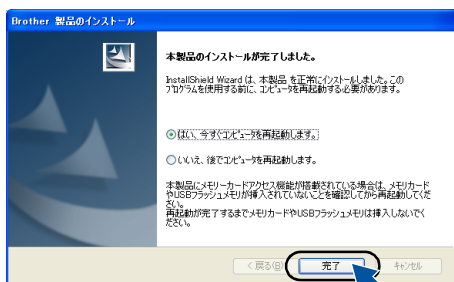 Brother 製品のインストール
本製品のインストールが完了しました。
InstallShield Wizard は、本製品 を正常にインストールしました。この
プログラムを使用する前に、コンピュータを再起動する必要があります。
はい、今すぐコンピュータを再起動します。
いいえ、後でコンピュータを再起動します。
本製品にメモリーカードアクセス機能が搭載されている場合は、メモリカード
やUSBフラッシュメモリが挿入されていないことを確認してから再起動してくだ
さい。
再起動が完了するまでメモリカードやUSBフラッシュメモリは挿入しないでく
ださい。
< 戻る(B) 完了 キャンセル